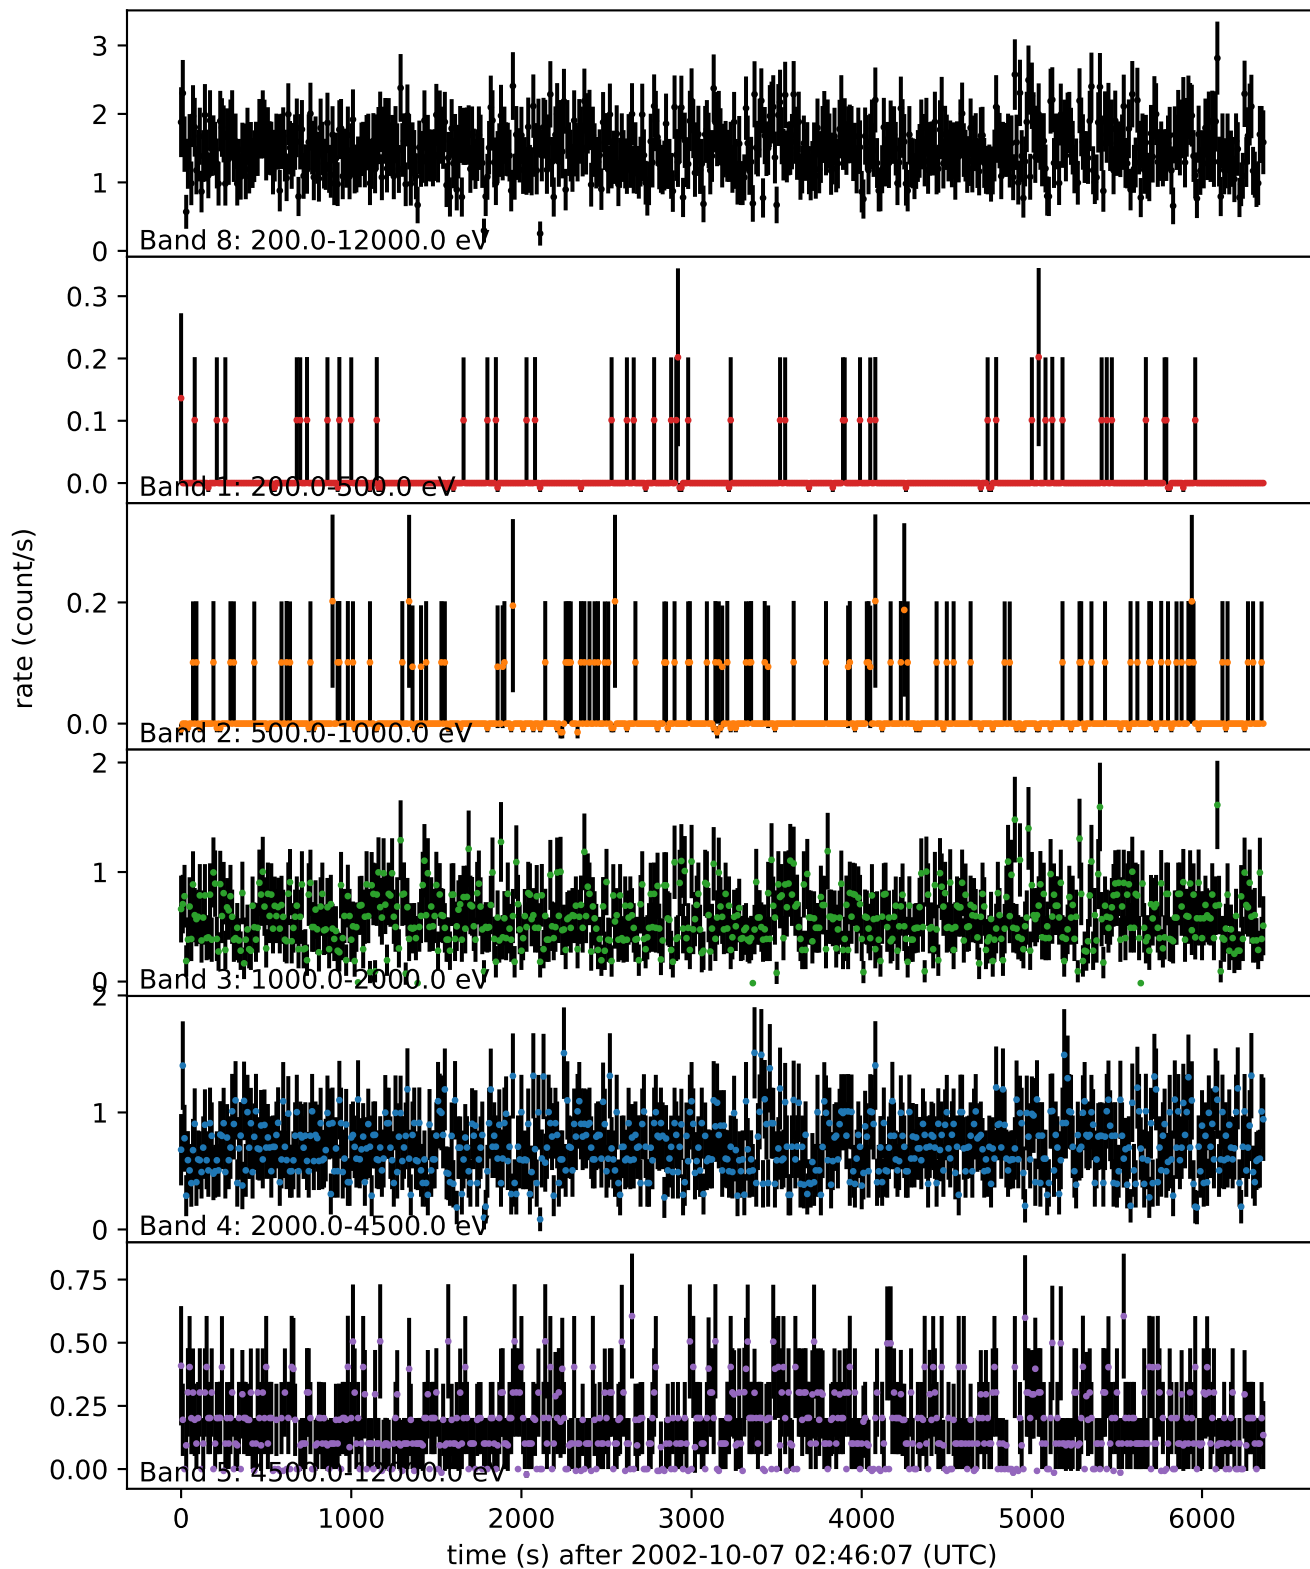 3
2
1
0
Band 8: 200.0-12000.0 eV
0.3
0.2
0.1
0.0
Band 1: 200.0-500.0 eV
rate (count/s)
0.2
0.0
Band 2: 500.0-1000.0 eV
2
1
0
Band 3: 1000.0-2000.0 eV
2
1
0
Band 4: 2000.0-4500.0 eV
0.75
0.50
0.25
0.00
Band 5: 4500.0-12000.0 eV
0 1000 2000 3000 4000 5000 6000
time (s) after 2002-10-07 02:46:07 (UTC)